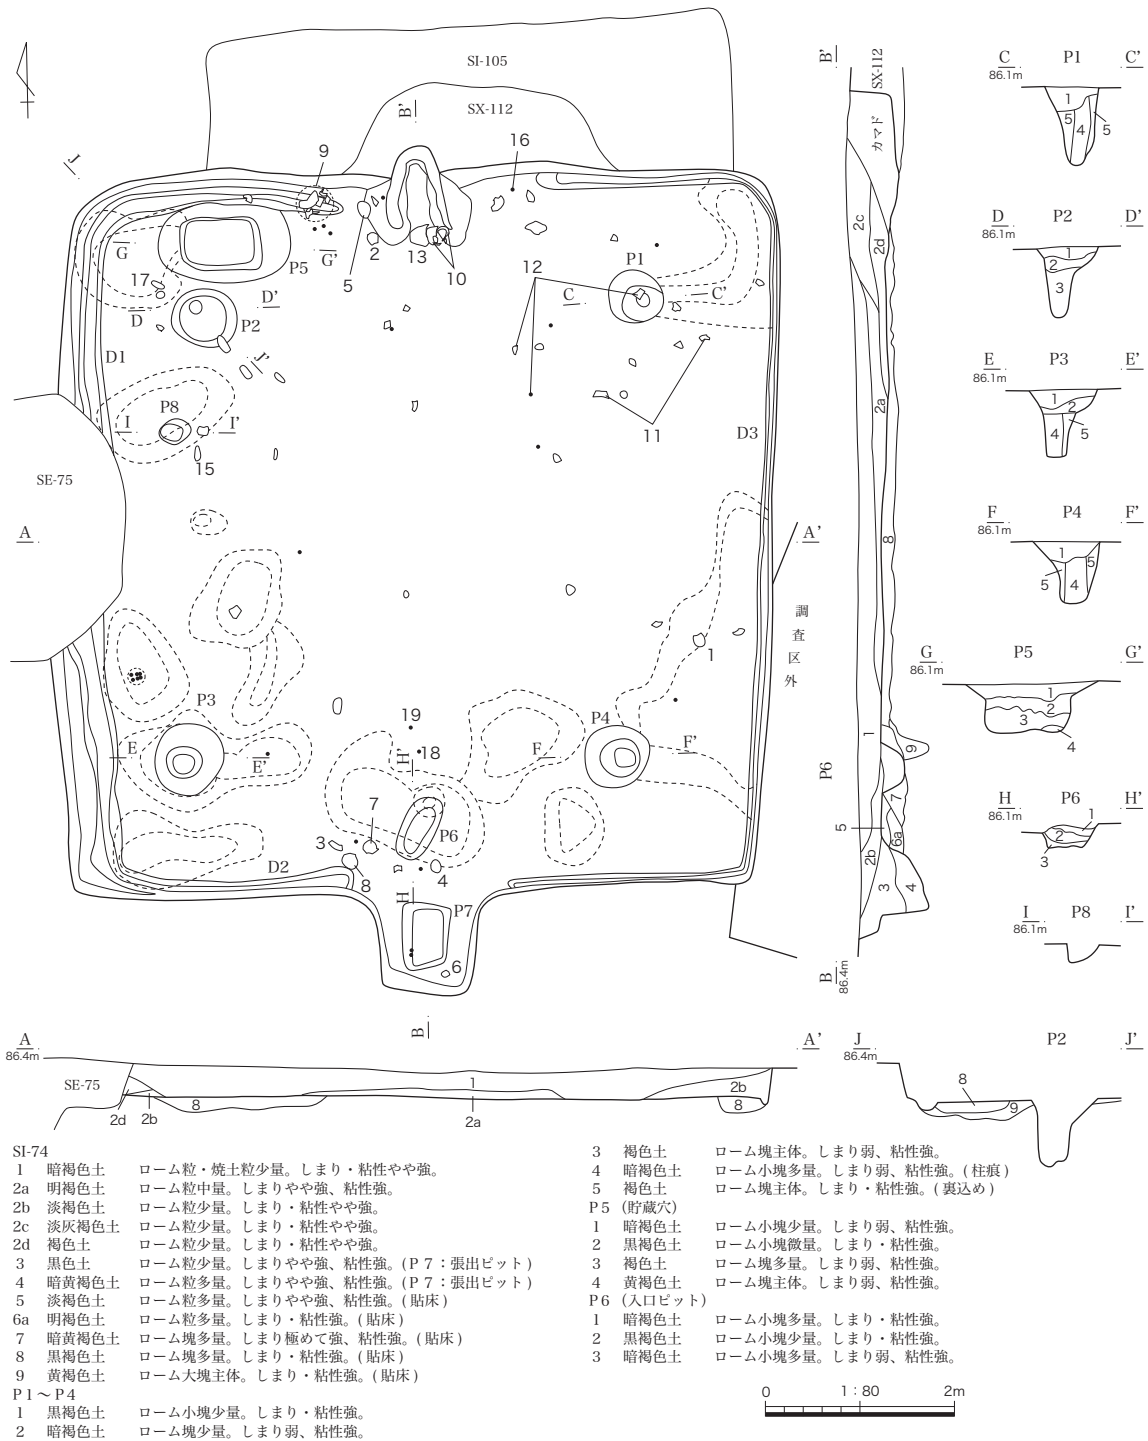 SI-105
SX-112
B'
J
9
16
G
G'
P5
5
2
13
10
17
D
D'
P2
P1
12
C
C'
D1
J'
P8
I
I'
15
11
D3
SE-75
A
A'
調査区外
1
P3
19
18
H'
E
E'
P4
F
F'
7
3
P6
8
4
D2
H
P7
6
B
B'
SX-112
カマド
2c
2d
2a
8
1
9
P6
7
5
6a
2b
3
4
B
86.4m
C P1 C'
86.1m
1
5
4
5
D P2 D'
86.1m
1
2
3
E P3 E'
86.1m
1
2
4
5
F P4 F'
86.1m
1
5
5
4
G P5 G'
86.1m
1
2
3
4
H P6 H'
86.1m
1
2
3
I P8 I'
86.1m
A A'
86.4m
SE-75
1
2b
8
8
2d
2b
2a
J P2 J'
86.4m
8
9
SI-74
1 暗褐色土 ローム粒・焼土粒少量。しまり・粘性やや強。
2a 明褐色土 ローム粒中量。しまりやや強、粘性強。
2b 淡褐色土 ローム粒少量。しまり・粘性やや強。
2c 淡灰褐色土 ローム粒少量。しまり・粘性やや強。
2d 褐色土 ローム粒少量。しまり・粘性やや強。
3 黒色土 ローム粒少量。しまりやや強、粘性強。(P7：張出ピット)
4 暗黄褐色土 ローム粒多量。しまりやや強、粘性強。(P7：張出ピット)
5 淡褐色土 ローム粒多量。しまりやや強、粘性強。(貼床)
6a 明褐色土 ローム粒多量。しまり・粘性強。(貼床)
7 暗黄褐色土 ローム塊多量。しまり極めて強、粘性強。(貼床)
8 黒褐色土 ローム塊多量。しまり・粘性強。(貼床)
9 黄褐色土 ローム大塊主体。しまり・粘性強。(貼床)
P1～P4
1 黒褐色土 ローム小塊少量。しまり・粘性強。
2 暗褐色土 ローム塊少量。しまり弱、粘性強。
3 褐色土 ローム塊主体。しまり弱、粘性強。
4 暗褐色土 ローム小塊多量。しまり弱、粘性強。(柱痕)
5 褐色土 ローム塊主体。しまり・粘性強。(裏込め)
P5（貯蔵穴）
1 暗褐色土 ローム小塊少量。しまり弱、粘性強。
2 黒褐色土 ローム小塊微量。しまり・粘性強。
3 褐色土 ローム塊多量。しまり弱、粘性強。
4 黄褐色土 ローム塊主体。しまり弱、粘性強。
P6（入口ピット）
1 暗褐色土 ローム小塊多量。しまり・粘性強。
2 黒褐色土 ローム小塊少量。しまり・粘性強。
3 暗褐色土 ローム小塊多量。しまり弱、粘性強。
0 1：80 2m